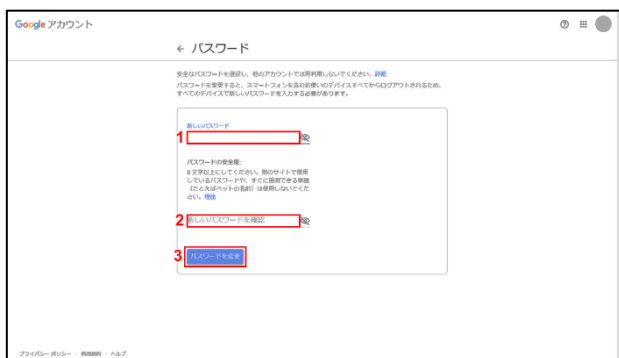 Google アカウント
← パスワード
安全なパスワードを選択し、他のアカウントでは再利用しないでください。詳細
パスワードを変更すると、スマートフォンを含むお使いのデバイスすべてからログアウトされるため、
すべてのデバイスで新しいパスワードを入力する必要があります。
新しいパスワード
1
パスワードの安全度:
8 文字以上にしてください。別のサイトで使用
しているパスワードや、すぐに推測できる単語
（たとえばペットの名前）は使用しないでくだ
さい。理由
2 新しいパスワードを確認
3 パスワードを変更
プライバシー ポリシー · 利用規約 · ヘルプ